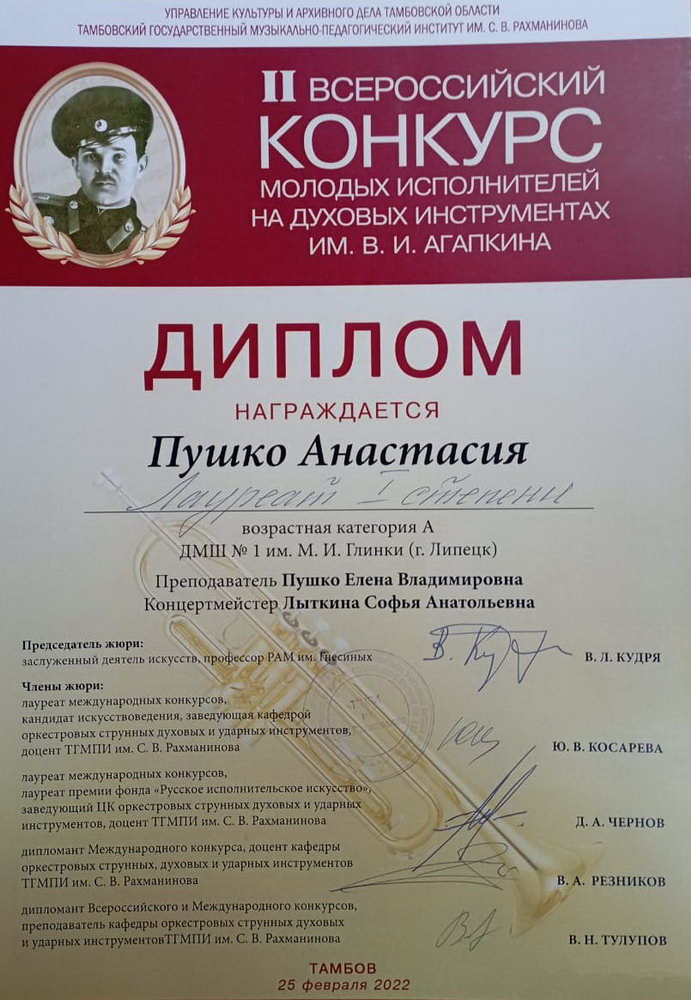 УПРАВЛЕНИЕ КУЛЬТУРЫ И АРХИВНОГО ДЕЛА ТАМБОВСКОЙ ОБЛАСТИ
ТАМБОВСКИЙ ГОСУДАРСТВЕННЫЙ МУЗЫКАЛЬНО-ПЕДАГОГИЧЕСКИЙ ИНСТИТУТ ИМ. С. В. РАХМАНИНОВА
II ВСЕРОССИЙСКИЙ
КОНКУРС
МОЛОДЫХ ИСПОЛНИТЕЛЕЙ
НА ДУХОВЫХ ИНСТРУМЕНТАХ
ИМ. В. И. АГАПКИНА
ДИПЛОМ
НАГРАЖДАЕТСЯ
Пушко Анастасия
Лауреат I степени
возрастная категория А
ДМШ № 1 им. М. И. Глинки (г. Липецк)
Преподаватель Пушко Елена Владимировна
Концертмейстер Лыткина Софья Анатольевна
Председатель жюри:
заслуженный деятель искусств, профессор РАМ им. Гнесиных
В. Л. КУДРЯ
Члены жюри:
лауреат международных конкурсов,
кандидат искусствоведения, заведующая кафедрой
оркестровых струнных духовых и ударных инструментов,
доцент ТГМПИ им. С. В. Рахманинова
Ю. В. КОСАРЕВА
лауреат международных конкурсов,
лауреат премии фонда «Русское исполнительское искусство»,
заведующий ЦК оркестровых струнных духовых и ударных
инструментов, доцент ТГМПИ им. С. В. Рахманинова
Д. А. ЧЕРНОВ
дипломант Международного конкурса, доцент кафедры
оркестровых струнных, духовых и ударных инструментов
ТГМПИ им. С. В. Рахманинова
В. А. РЕЗНИКОВ
дипломант Всероссийского и Международного конкурсов,
преподаватель кафедры оркестровых струнных духовых
и ударных инструментовТГМПИ им. С. В. Рахманинова
В. Н. ТУЛУПОВ
ТАМБОВ
25 февраля 2022